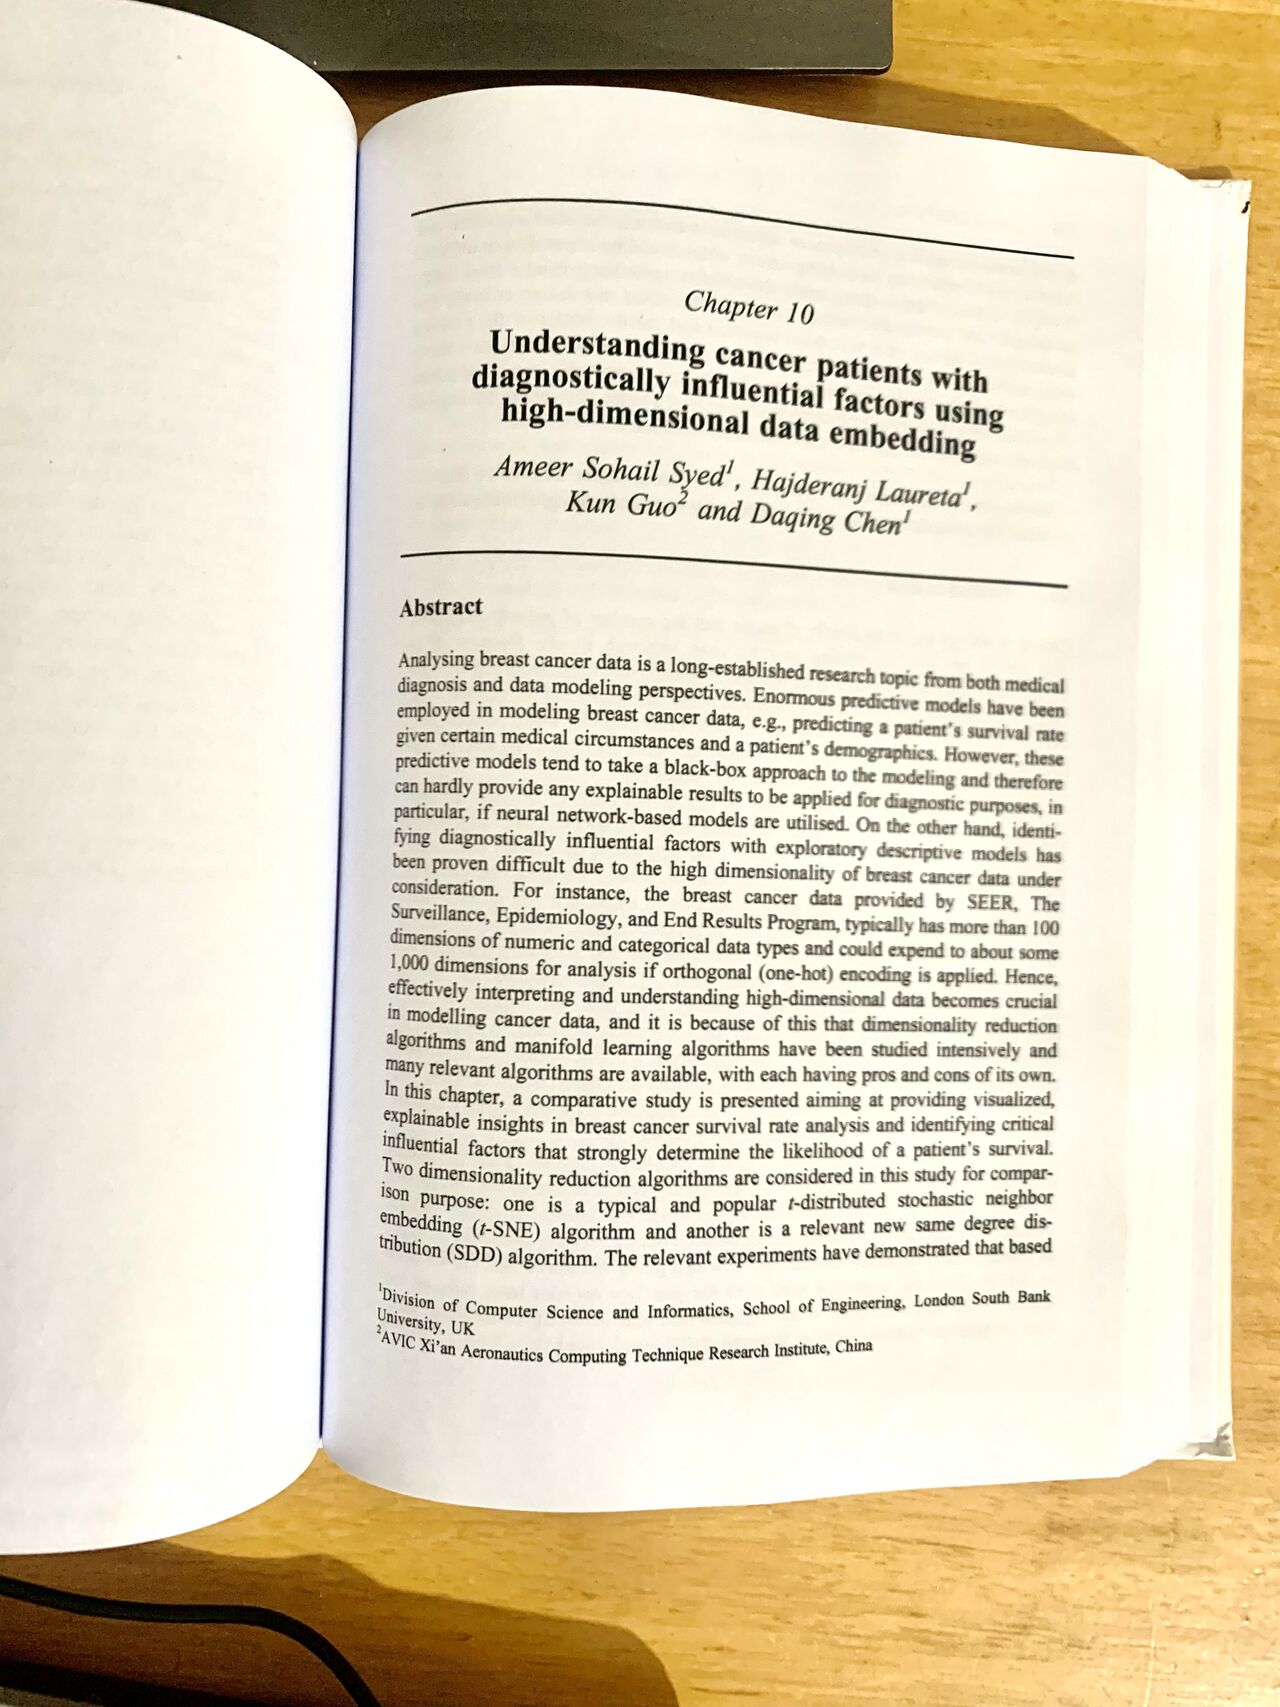 Chapter 10
Understanding cancer patients with
diagnostically influential factors using
high-dimensional data embedding
Ameer Sohail Syed¹, Hajderanj Laureta¹,
Kun Guo² and Daqing Chen¹
Abstract
Analysing breast cancer data is a long-established research topic from both medical
diagnosis and data modeling perspectives. Enormous predictive models have been
employed in modeling breast cancer data, e.g., predicting a patient's survival rate
given certain medical circumstances and a patient's demographics. However, these
predictive models tend to take a black-box approach to the modeling and therefore
can hardly provide any explainable results to be applied for diagnostic purposes, in
particular, if neural network-based models are utilised. On the other hand, identi-
fying diagnostically influential factors with exploratory descriptive models has
been proven difficult due to the high dimensionality of breast cancer data under
consideration. For instance, the breast cancer data provided by SEER, The
Surveillance, Epidemiology, and End Results Program, typically has more than 100
dimensions of numeric and categorical data types and could expend to about some
1,000 dimensions for analysis if orthogonal (one-hot) encoding is applied. Hence,
effectively interpreting and understanding high-dimensional data becomes crucial
in modelling cancer data, and it is because of this that dimensionality reduction
algorithms and manifold learning algorithms have been studied intensively and
many relevant algorithms are available, with each having pros and cons of its own.
In this chapter, a comparative study is presented aiming at providing visualized,
explainable insights in breast cancer survival rate analysis and identifying critical
influential factors that strongly determine the likelihood of a patient's survival.
Two dimensionality reduction algorithms are considered in this study for compar-
ison purpose: one is a typical and popular t-distributed stochastic neighbor
embedding (t-SNE) algorithm and another is a relevant new same degree dis-
tribution (SDD) algorithm. The relevant experiments have demonstrated that based
¹Division of Computer Science and Informatics, School of Engineering, London South Bank
University, UK
²AVIC Xi'an Aeronautics Computing Technique Research Institute, China